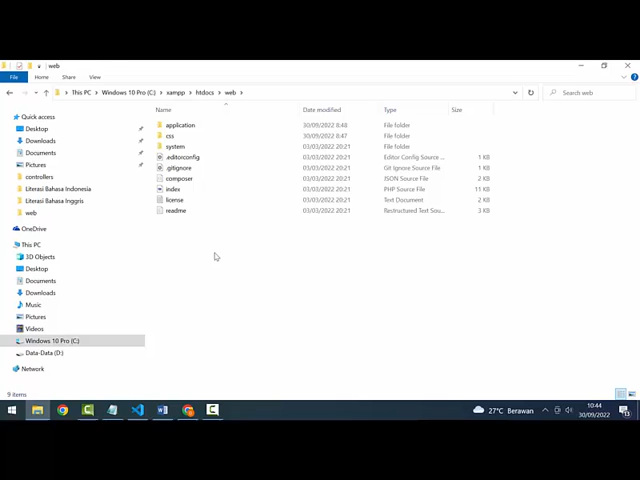 web
File Home Share View
This PC > Windows 10 Pro (C:) > xampp > htdocs > web >
Search web
Name Date modified Type Size
Quick access
Desktop
Downloads
Documents
Pictures
controllers
Literasi Bahasa Indonesia
Literasi Bahasa Inggris
web
OneDrive
This PC
3D Objects
Desktop
Documents
Downloads
Music
Pictures
Videos
Windows 10 Pro (C:)
Data-Data (D:)
Network
application 30/09/2022 8:48 File folder
css 30/09/2022 8:47 File folder
system 03/03/2022 20:21 File folder
.editorconfig 03/03/2022 20:21 Editor Config Source ... 1 KB
.gitignore 03/03/2022 20:21 Git Ignore Source File 1 KB
composer 03/03/2022 20:21 JSON Source File 2 KB
index 03/03/2022 20:21 PHP Source File 11 KB
license 03/03/2022 20:21 Text Document 2 KB
readme 03/03/2022 20:21 Restructured Text Sou... 3 KB
9 items
27°C Berawan
10:44
30/09/2022